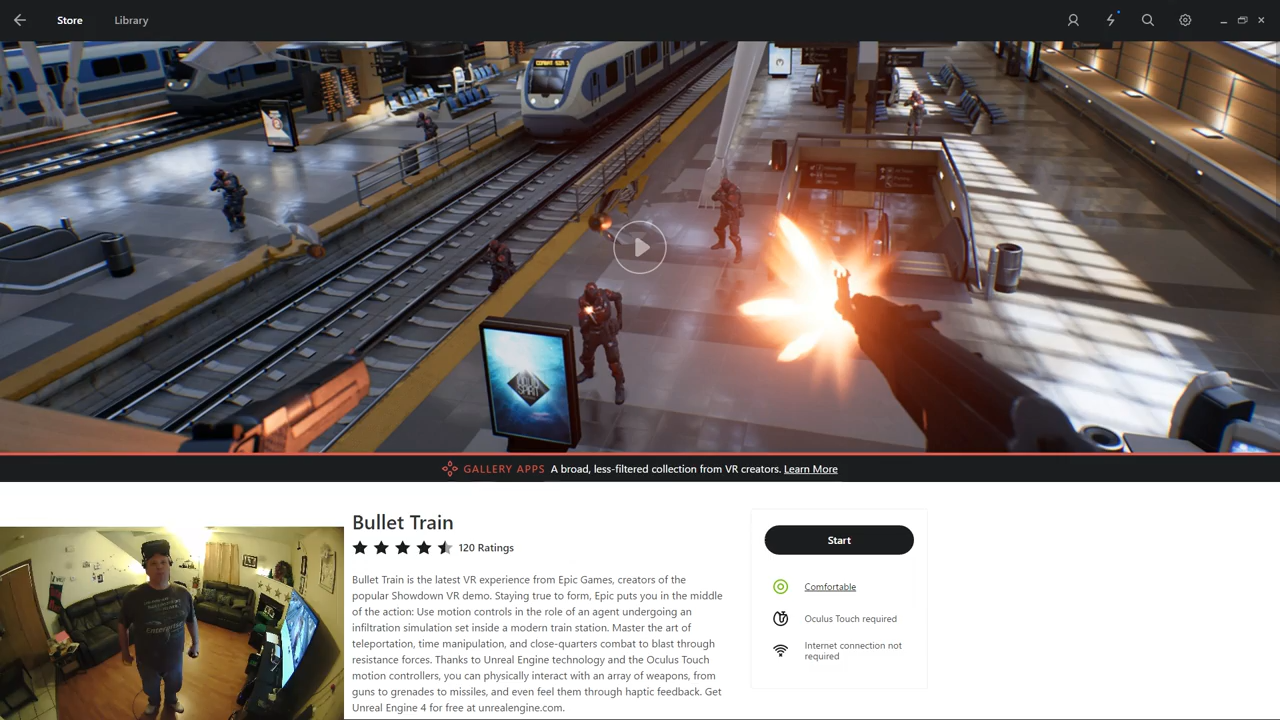 Store
Library
GALLERY APPS A broad, less-filtered collection from VR creators. Learn More
Bullet Train
120 Ratings
Bullet Train is the latest VR experience from Epic Games, creators of the
popular Showdown VR demo. Staying true to form, Epic puts you in the middle
of the action: Use motion controls in the role of an agent undergoing an
infiltration simulation set inside a modern train station. Master the art of
teleportation, time manipulation, and close-quarters combat to blast through
resistance forces. Thanks to Unreal Engine technology and the Oculus Touch
motion controllers, you can physically interact with an array of weapons, from
guns to grenades to missiles, and even feel them through haptic feedback. Get
Unreal Engine 4 for free at unrealengine.com.
Start
Comfortable
Oculus Touch required
Internet connection not
required